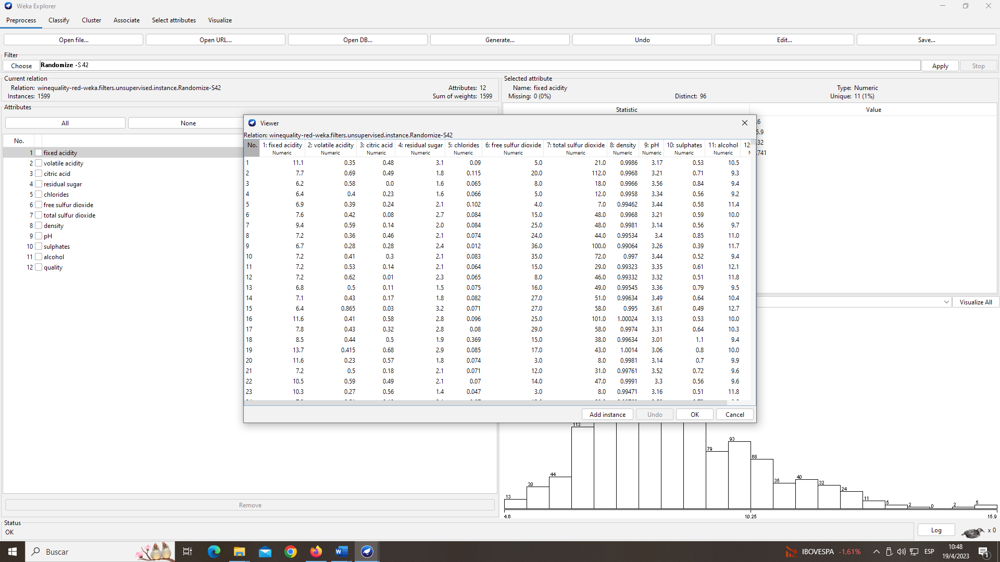 Weka Explorer
Preprocess Classify Cluster Associate Select attributes Visualize
Open file... Open URL... Open DB... Generate... Undo Edit... Save...
Filter
Choose Randomize -S 42 Apply Stop
Current relation
Relation: winequality-red-weka.filters.unsupervised.instance.Randomize-S42 Attributes: 12
Instances: 1599 Sum of weights: 1599
Selected attribute
Name: fixed acidity Type: Numeric
Missing: 0 (0%) Distinct: 96 Unique: 11 (1%)
Statistic Value
.6
5.9
.32
.741
Attributes
All None
No.
1 fixed acidity
2 volatile acidity
3 citric acid
4 residual sugar
5 chlorides
6 free sulfur dioxide
7 total sulfur dioxide
8 density
9 pH
10 sulphates
11 alcohol
12 quality
Remove
Viewer
Relation: winequality-red-weka.filters.unsupervised.instance.Randomize-S42
No. 1: fixed acidity 2: volatile acidity 3: citric acid 4: residual sugar 5: chlorides 6: free sulfur dioxide 7: total sulfur dioxide 8: density 9: pH 10: sulphates 11: alcohol 12
Numeric Numeric Numeric Numeric Numeric Numeric Numeric Numeric Numeric Numeric Numeric
1 11.1 0.35 0.48 3.1 0.09 5.0 21.0 0.9986 3.17 0.53 10.5
2 7.7 0.69 0.49 1.8 0.115 20.0 112.0 0.9968 3.21 0.71 9.3
3 6.2 0.58 0.0 1.6 0.065 8.0 18.0 0.9966 3.56 0.84 9.4
4 6.4 0.4 0.23 1.6 0.066 5.0 12.0 0.9958 3.34 0.56 9.2
5 6.9 0.39 0.24 2.1 0.102 4.0 7.0 0.99462 3.44 0.58 11.4
6 7.6 0.42 0.08 2.7 0.084 15.0 48.0 0.9968 3.21 0.59 10.0
7 9.4 0.59 0.14 2.0 0.084 25.0 48.0 0.9981 3.14 0.56 9.7
8 7.2 0.36 0.46 2.1 0.074 24.0 44.0 0.99534 3.4 0.85 11.0
9 6.7 0.28 0.28 2.4 0.012 36.0 100.0 0.99064 3.26 0.39 11.7
10 7.2 0.41 0.3 2.1 0.083 35.0 72.0 0.997 3.44 0.52 9.4
11 7.2 0.53 0.14 2.1 0.064 15.0 29.0 0.99323 3.35 0.61 12.1
12 7.2 0.62 0.01 2.3 0.065 8.0 46.0 0.99332 3.32 0.51 11.8
13 6.8 0.5 0.11 1.5 0.075 16.0 49.0 0.99545 3.36 0.79 9.5
14 7.1 0.43 0.17 1.8 0.082 27.0 51.0 0.99634 3.49 0.64 10.4
15 6.4 0.865 0.03 3.2 0.071 27.0 58.0 0.995 3.61 0.49 12.7
16 11.6 0.41 0.58 2.8 0.096 25.0 101.0 1.00024 3.13 0.53 10.0
17 7.8 0.43 0.32 2.8 0.08 29.0 58.0 0.9974 3.31 0.64 10.3
18 8.5 0.44 0.5 1.9 0.369 15.0 38.0 0.99634 3.01 1.1 9.4
19 13.7 0.415 0.68 2.9 0.085 17.0 43.0 1.0014 3.06 0.8 10.0
20 11.6 0.23 0.57 1.8 0.074 3.0 8.0 0.9981 3.14 0.7 9.9
21 7.2 0.5 0.18 2.1 0.071 12.0 31.0 0.99761 3.52 0.72 9.6
22 10.5 0.59 0.49 2.1 0.07 14.0 47.0 0.9991 3.3 0.56 9.6
23 10.3 0.27 0.56 1.4 0.047 3.0 8.0 0.99471 3.16 0.51 11.8
Add instance Undo OK Cancel
Visualize All
13 30 44 113 79 93 68 35 40 32 24 11 5 2 0 2 5
4.6 10.25 15.9
Status
OK
Log x 0
Buscar
IBOVESPA -1,61% ESP
10:48
19/4/2023
1